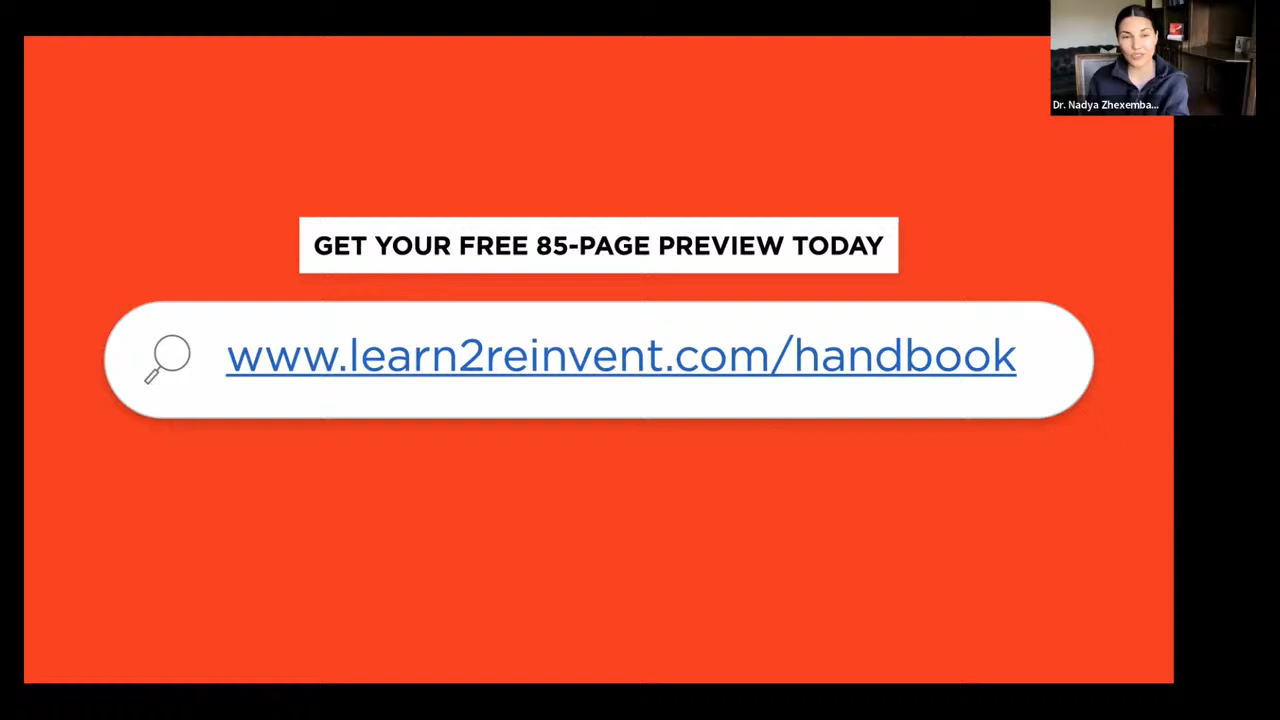 Dr. Nadya Zhexemba...
GET YOUR FREE 85-PAGE PREVIEW TODAY
www.learn2reinvent.com/handbook